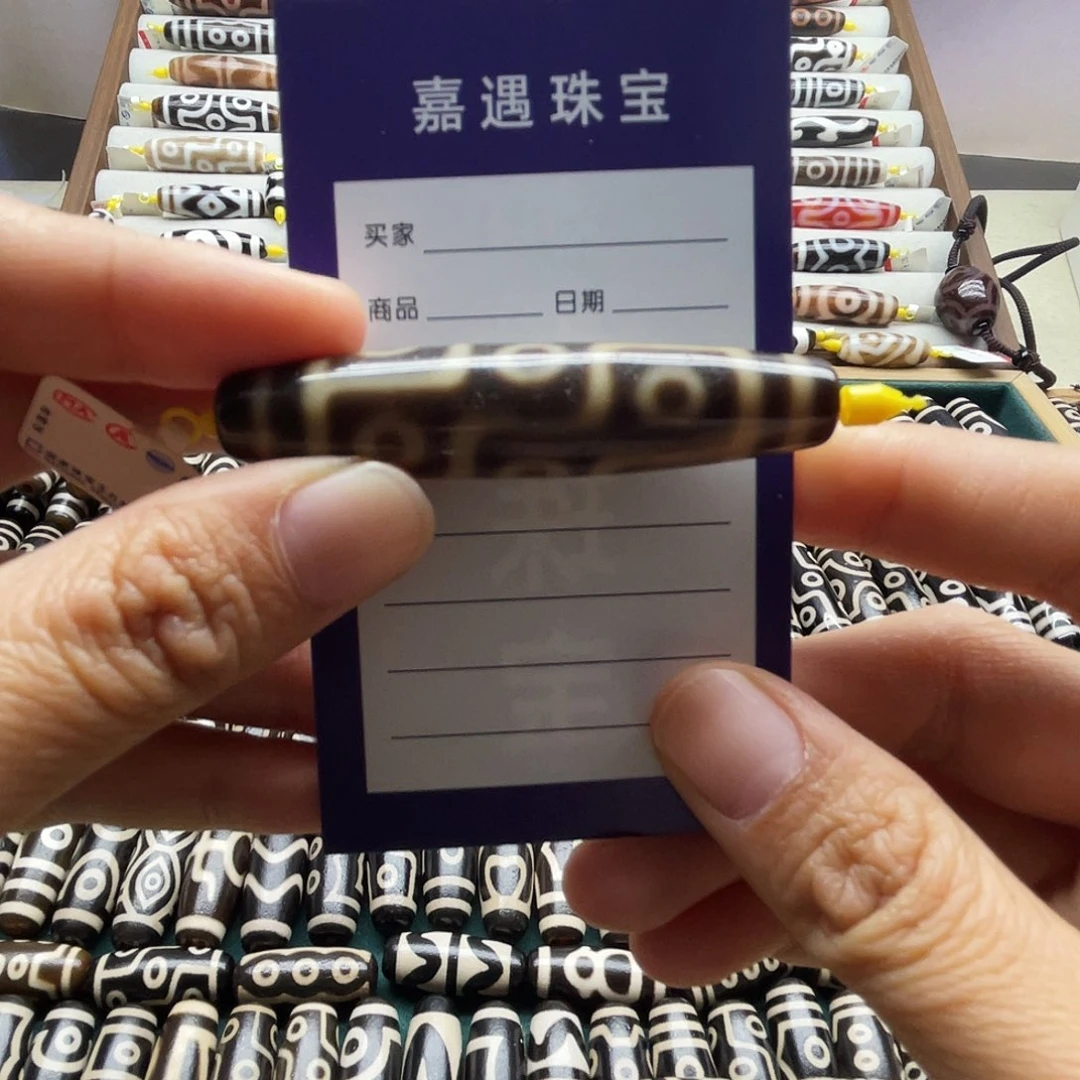 嘉遇珠宝
买家
商品 日期